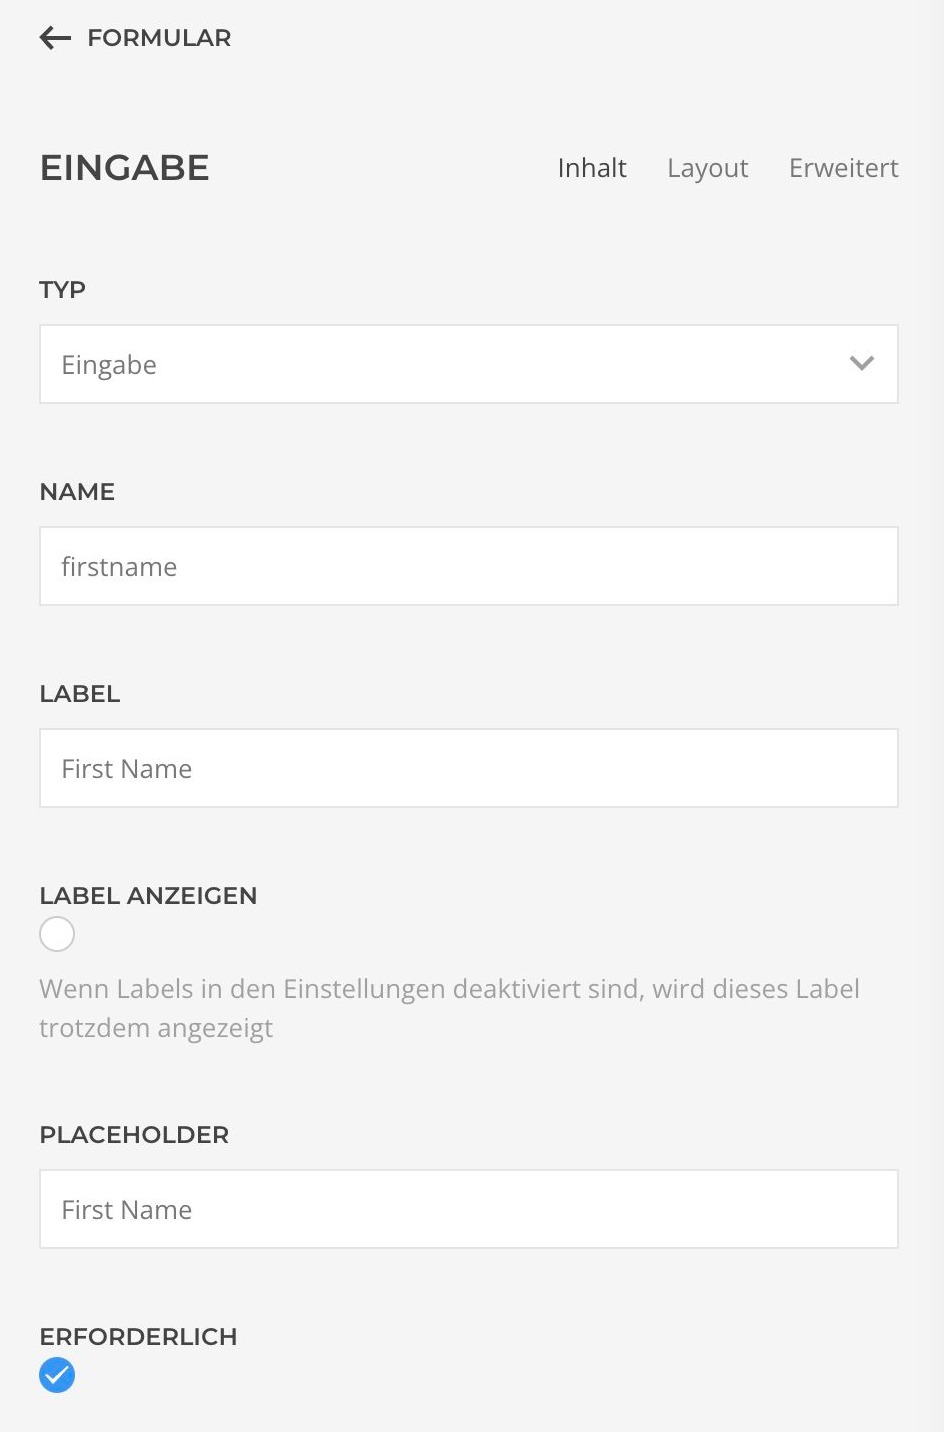 FORMULAR
EINGABE
Inhalt Layout Erweitert
TYP
Eingabe
NAME
firstname
LABEL
First Name
LABEL ANZEIGEN
Wenn Labels in den Einstellungen deaktiviert sind, wird dieses Label
trotzdem angezeigt
PLACEHOLDER
First Name
ERFORDERLICH